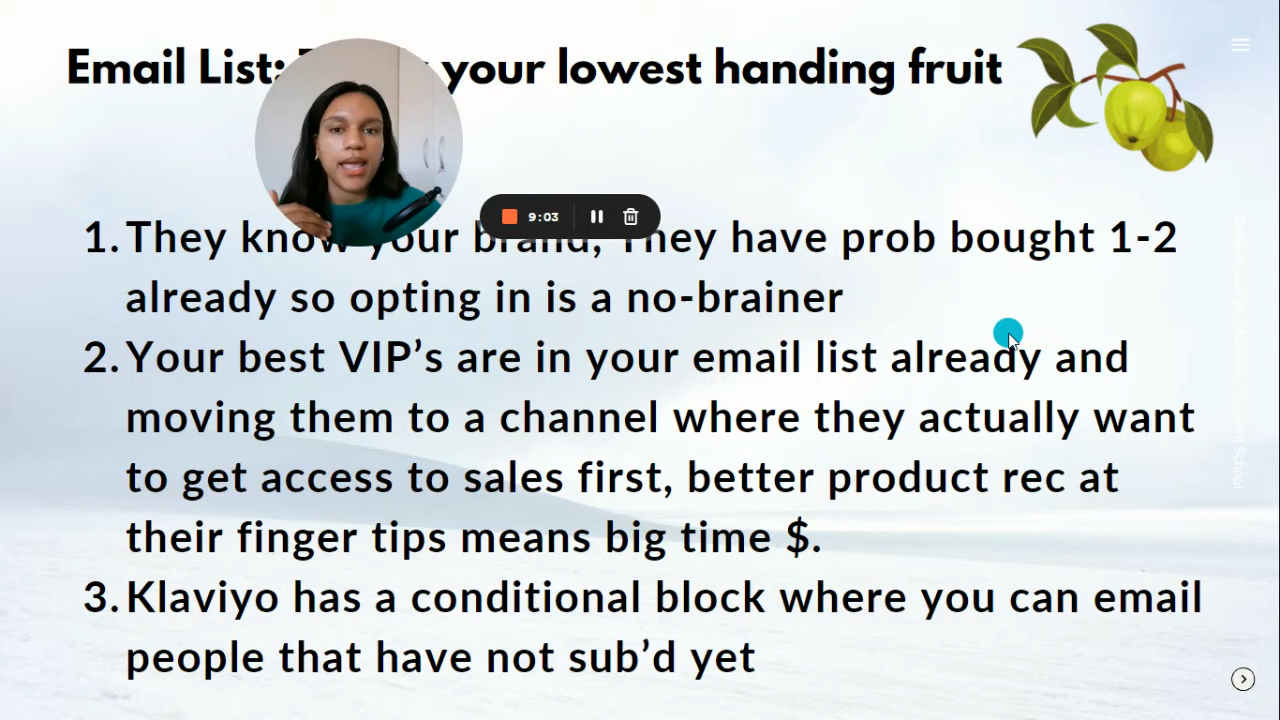 Email List: your lowest handing fruit
9:03
1. They know your brand, They have prob bought 1-2
already so opting in is a no-brainer
2. Your best VIP's are in your email list already and
moving them to a channel where they actually want
to get access to sales first, better product rec at
their finger tips means big time $.
3. Klaviyo has a conditional block where you can email
people that have not sub'd yet